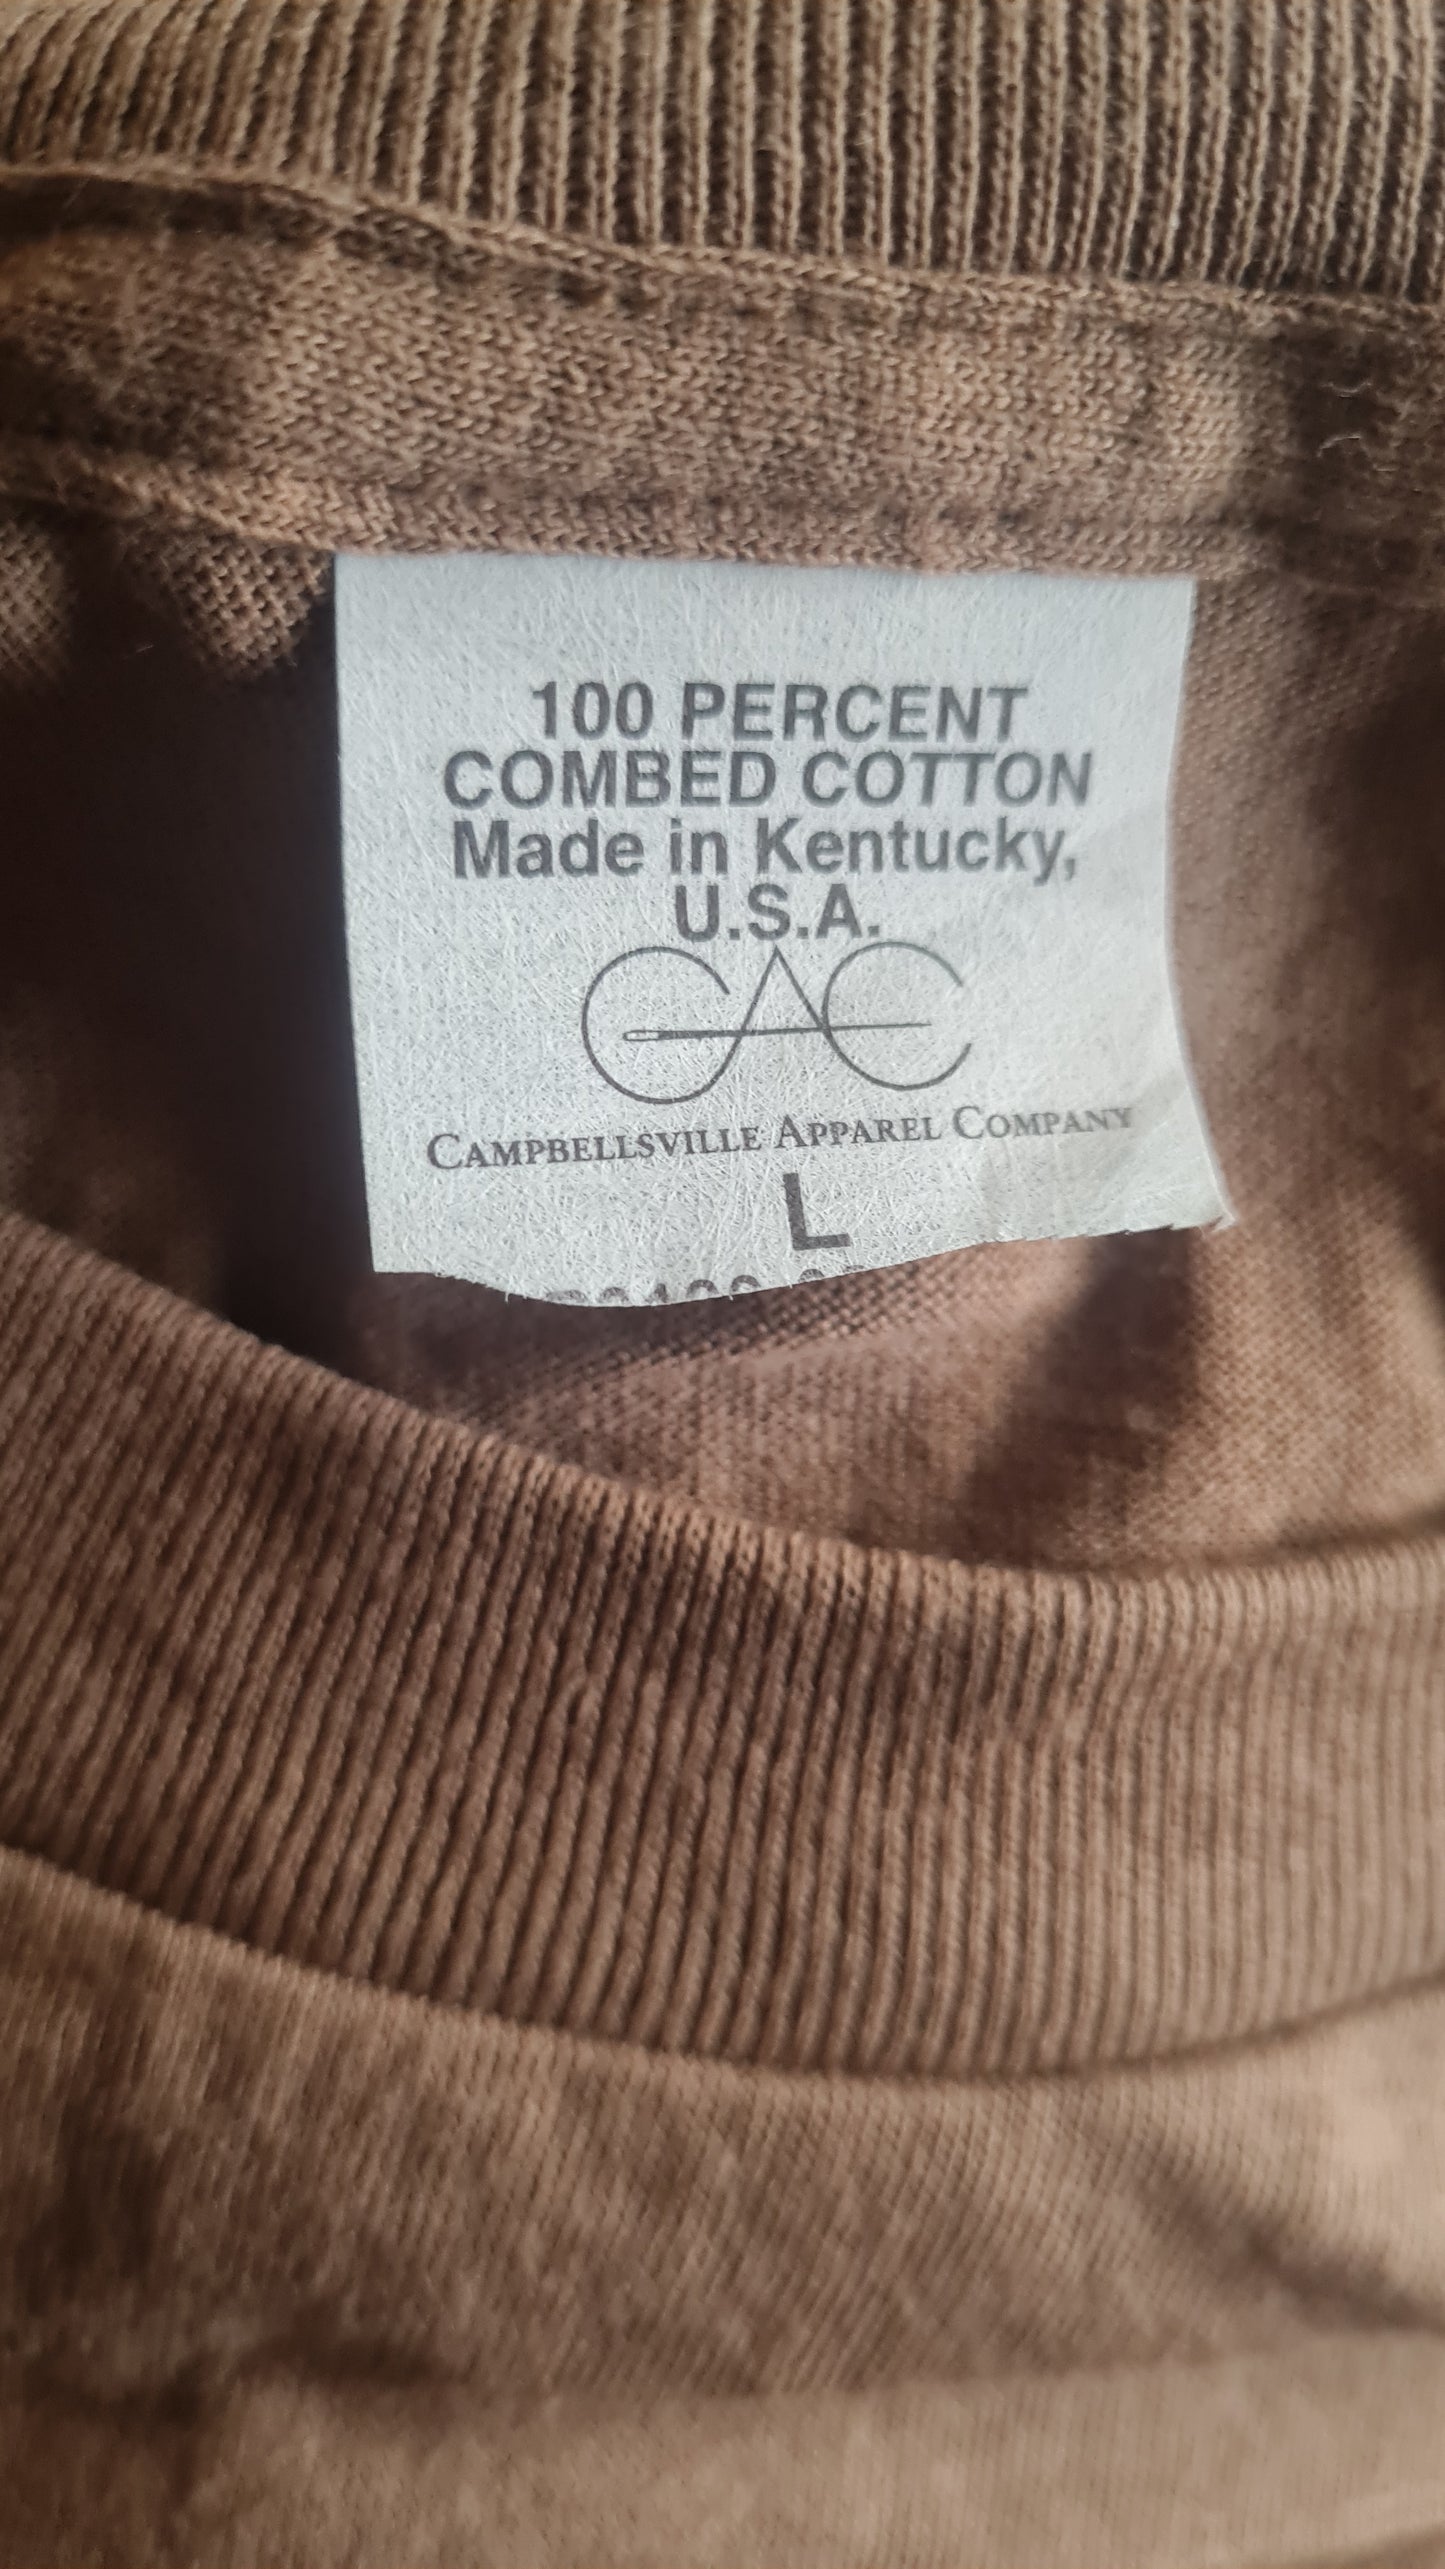 100 PERCENT
COMBED COTTON
Made in Kentucky,
U.S.A.
CAC
CAMPBELLSVILLE APPAREL COMPANY
L